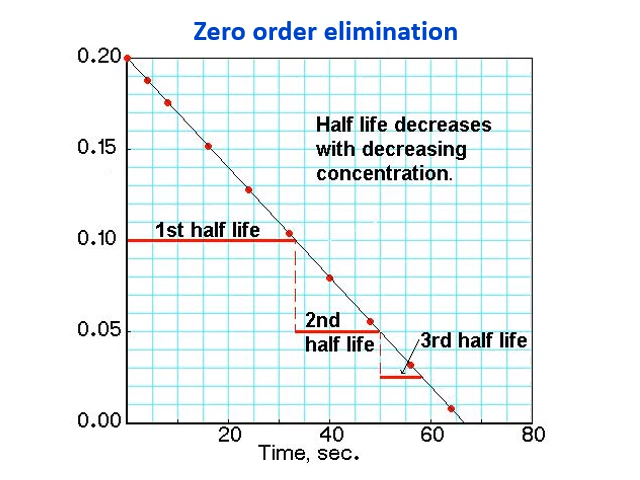 Zero order elimination
0.20
Half life decreases
with decreasing
concentration.
0.15
1st half life
0.10
2nd
half life
3rd half life
0.05
0.00
20
40
60
80
Time, sec.